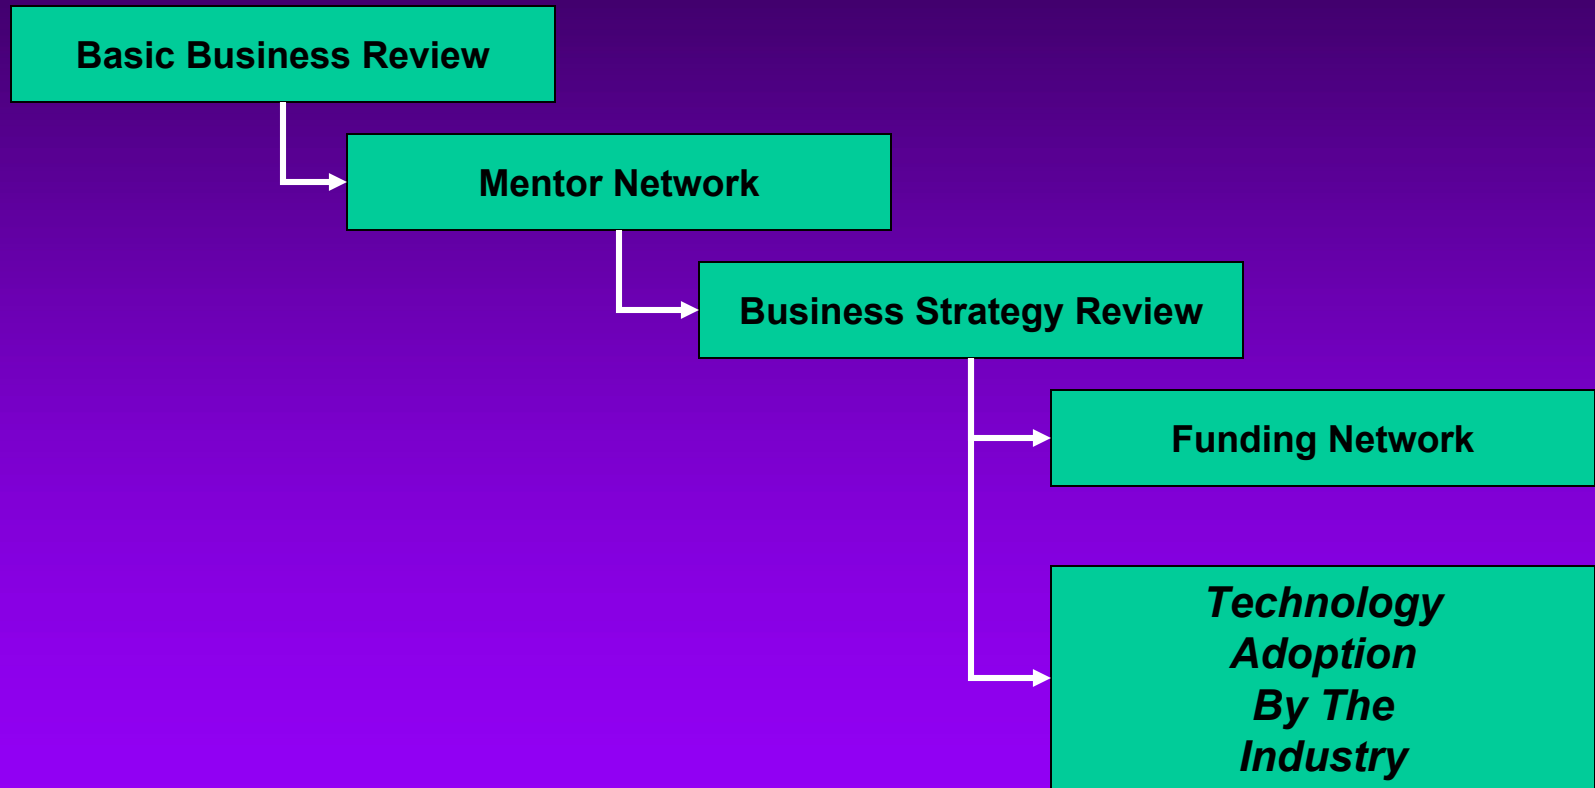 Basic Business Review
Mentor Network
Business Strategy Review
Funding Network
Technology
Adoption
By The
Industry